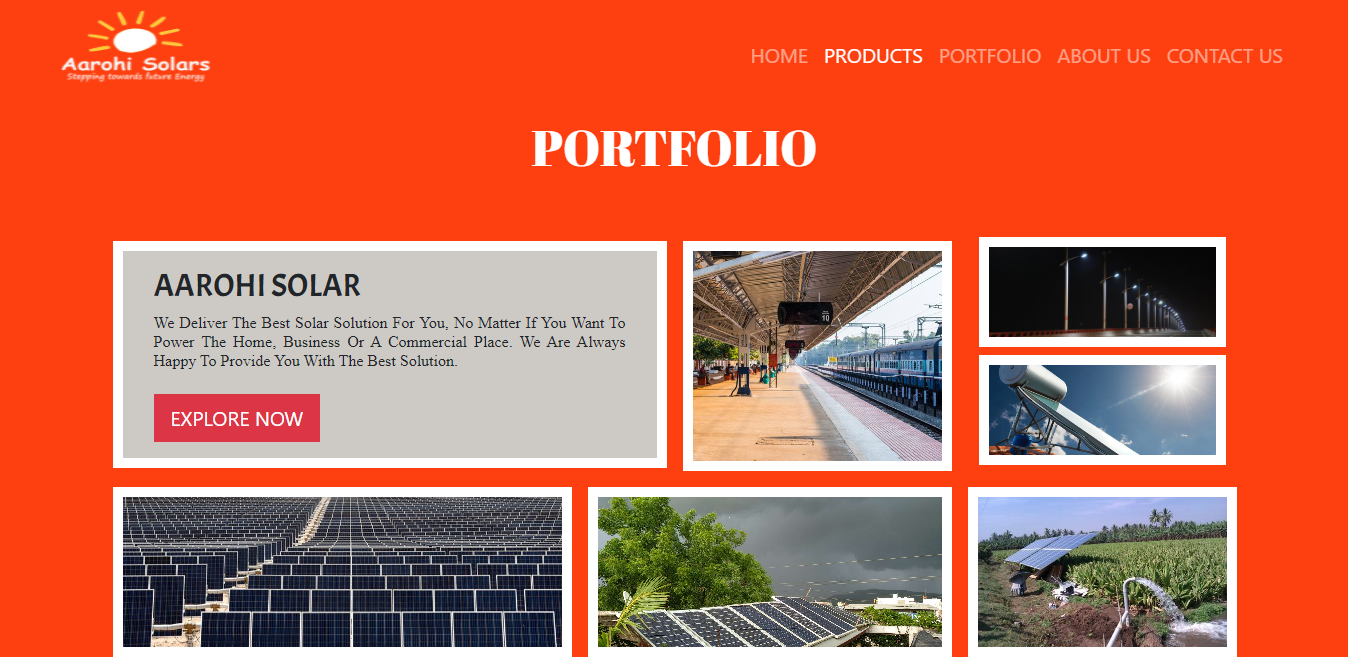 Aarohi Solars
Stepping towards future Energy
HOME PRODUCTS PORTFOLIO ABOUT US CONTACT US
PORTFOLIO
AAROHI SOLAR
We Deliver The Best Solar Solution For You, No Matter If You Want To
Power The Home, Business Or A Commercial Place. We Are Always
Happy To Provide You With The Best Solution.
EXPLORE NOW
10